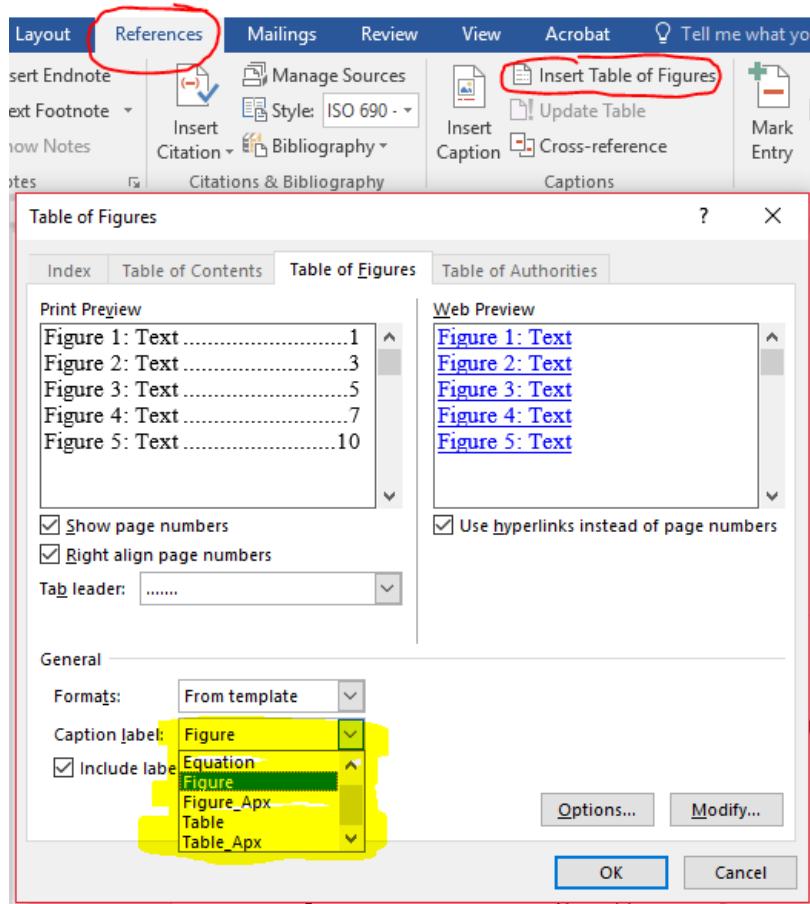 Layout References Mailings Review View Acrobat Tell me what yo
sert Endnote
ext Footnote
now Notes
otes
Insert
Citation
Manage Sources
Style: ISO 690 -
Bibliography
Citations & Bibliography
Insert
Caption
Insert Table of Figures
Update Table
Cross-reference
Captions
Mark
Entry
Table of Figures ?
Index Table of Contents Table of Figures Table of Authorities
Print Preview
Figure 1: Text...........................1
Figure 2: Text...........................3
Figure 3: Text...........................5
Figure 4: Text...........................7
Figure 5: Text.........................10
Web Preview
Figure 1: Text
Figure 2: Text
Figure 3: Text
Figure 4: Text
Figure 5: Text
Show page numbers
Right align page numbers
Tab leader: .......
Use hyperlinks instead of page numbers
General
Formats: From template
Caption label: Figure
Include labe
Equation
Figure
Figure_Apx
Table
Table_Apx
Options... Modify...
OK Cancel